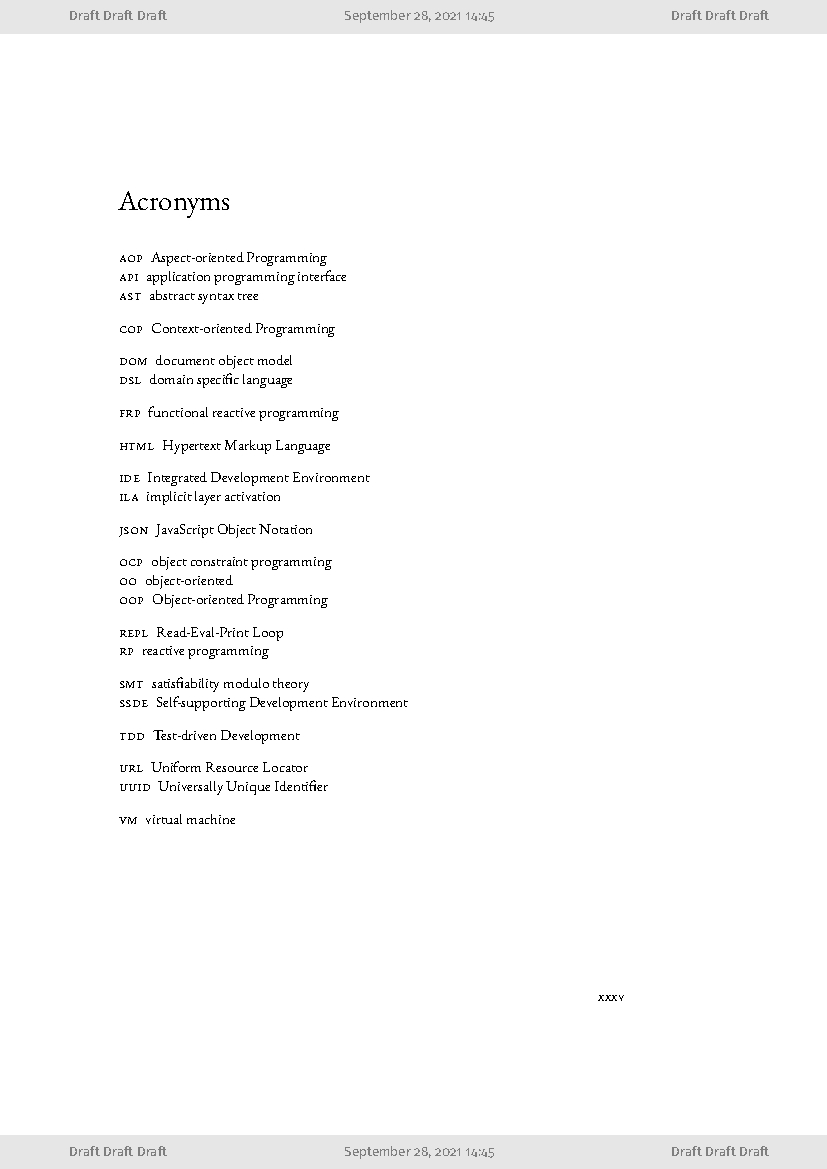 Draft Draft Draft September 28, 2021 14:45 Draft Draft Draft
Acronyms
AOP Aspect-oriented Programming
API application programming interface
AST abstract syntax tree
COP Context-oriented Programming
DOM document object model
DSL domain specific language
FRP functional reactive programming
HTML Hypertext Markup Language
IDE Integrated Development Environment
ILA implicit layer activation
JSON JavaScript Object Notation
OCP object constraint programming
OO object-oriented
OOP Object-oriented Programming
REPL Read-Eval-Print Loop
RP reactive programming
SMT satisfiability modulo theory
SSDE Self-supporting Development Environment
TDD Test-driven Development
URL Uniform Resource Locator
UUID Universally Unique Identifier
VM virtual machine
xxxv
Draft Draft Draft September 28, 2021 14:45 Draft Draft Draft